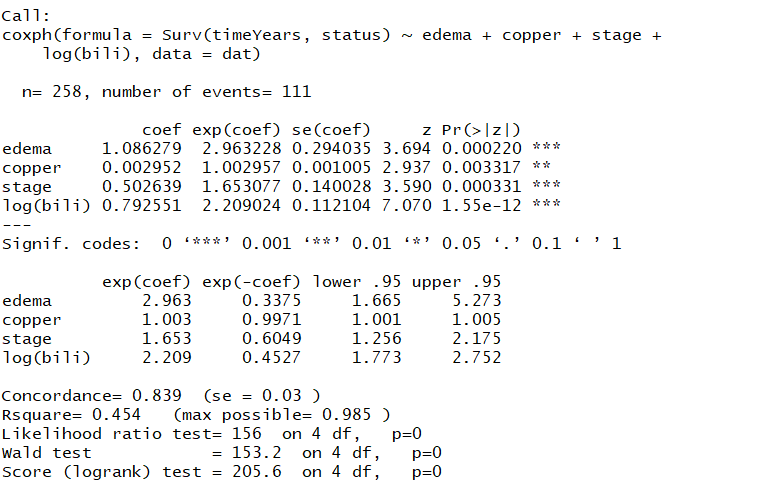 Call:
coxph(formula = Surv(timeYears, status) ~ edema + copper + stage +
    log(bili), data = dat)

  n= 258, number of events= 111

              coef exp(coef) se(coef)     z Pr(>|z|)
edema     1.086279  2.963228 0.294035 3.694 0.000220 ***
copper    0.002952  1.002957 0.001005 2.937 0.003317 **
stage     0.502639  1.653077 0.140028 3.590 0.000331 ***
log(bili) 0.792551  2.209024 0.112104 7.070 1.55e-12 ***
---
Signif. codes:  0 ‘***’ 0.001 ‘**’ 0.01 ‘*’ 0.05 ‘.’ 0.1 ‘ ’ 1

          exp(coef) exp(-coef) lower .95 upper .95
edema         2.963     0.3375     1.665     5.273
copper        1.003     0.9971     1.001     1.005
stage         1.653     0.6049     1.256     2.175
log(bili)     2.209     0.4527     1.773     2.752

Concordance= 0.839  (se = 0.03 )
Rsquare= 0.454   (max possible= 0.985 )
Likelihood ratio test= 156  on 4 df,   p=0
Wald test            = 153.2  on 4 df,   p=0
Score (logrank) test = 205.6  on 4 df,   p=0